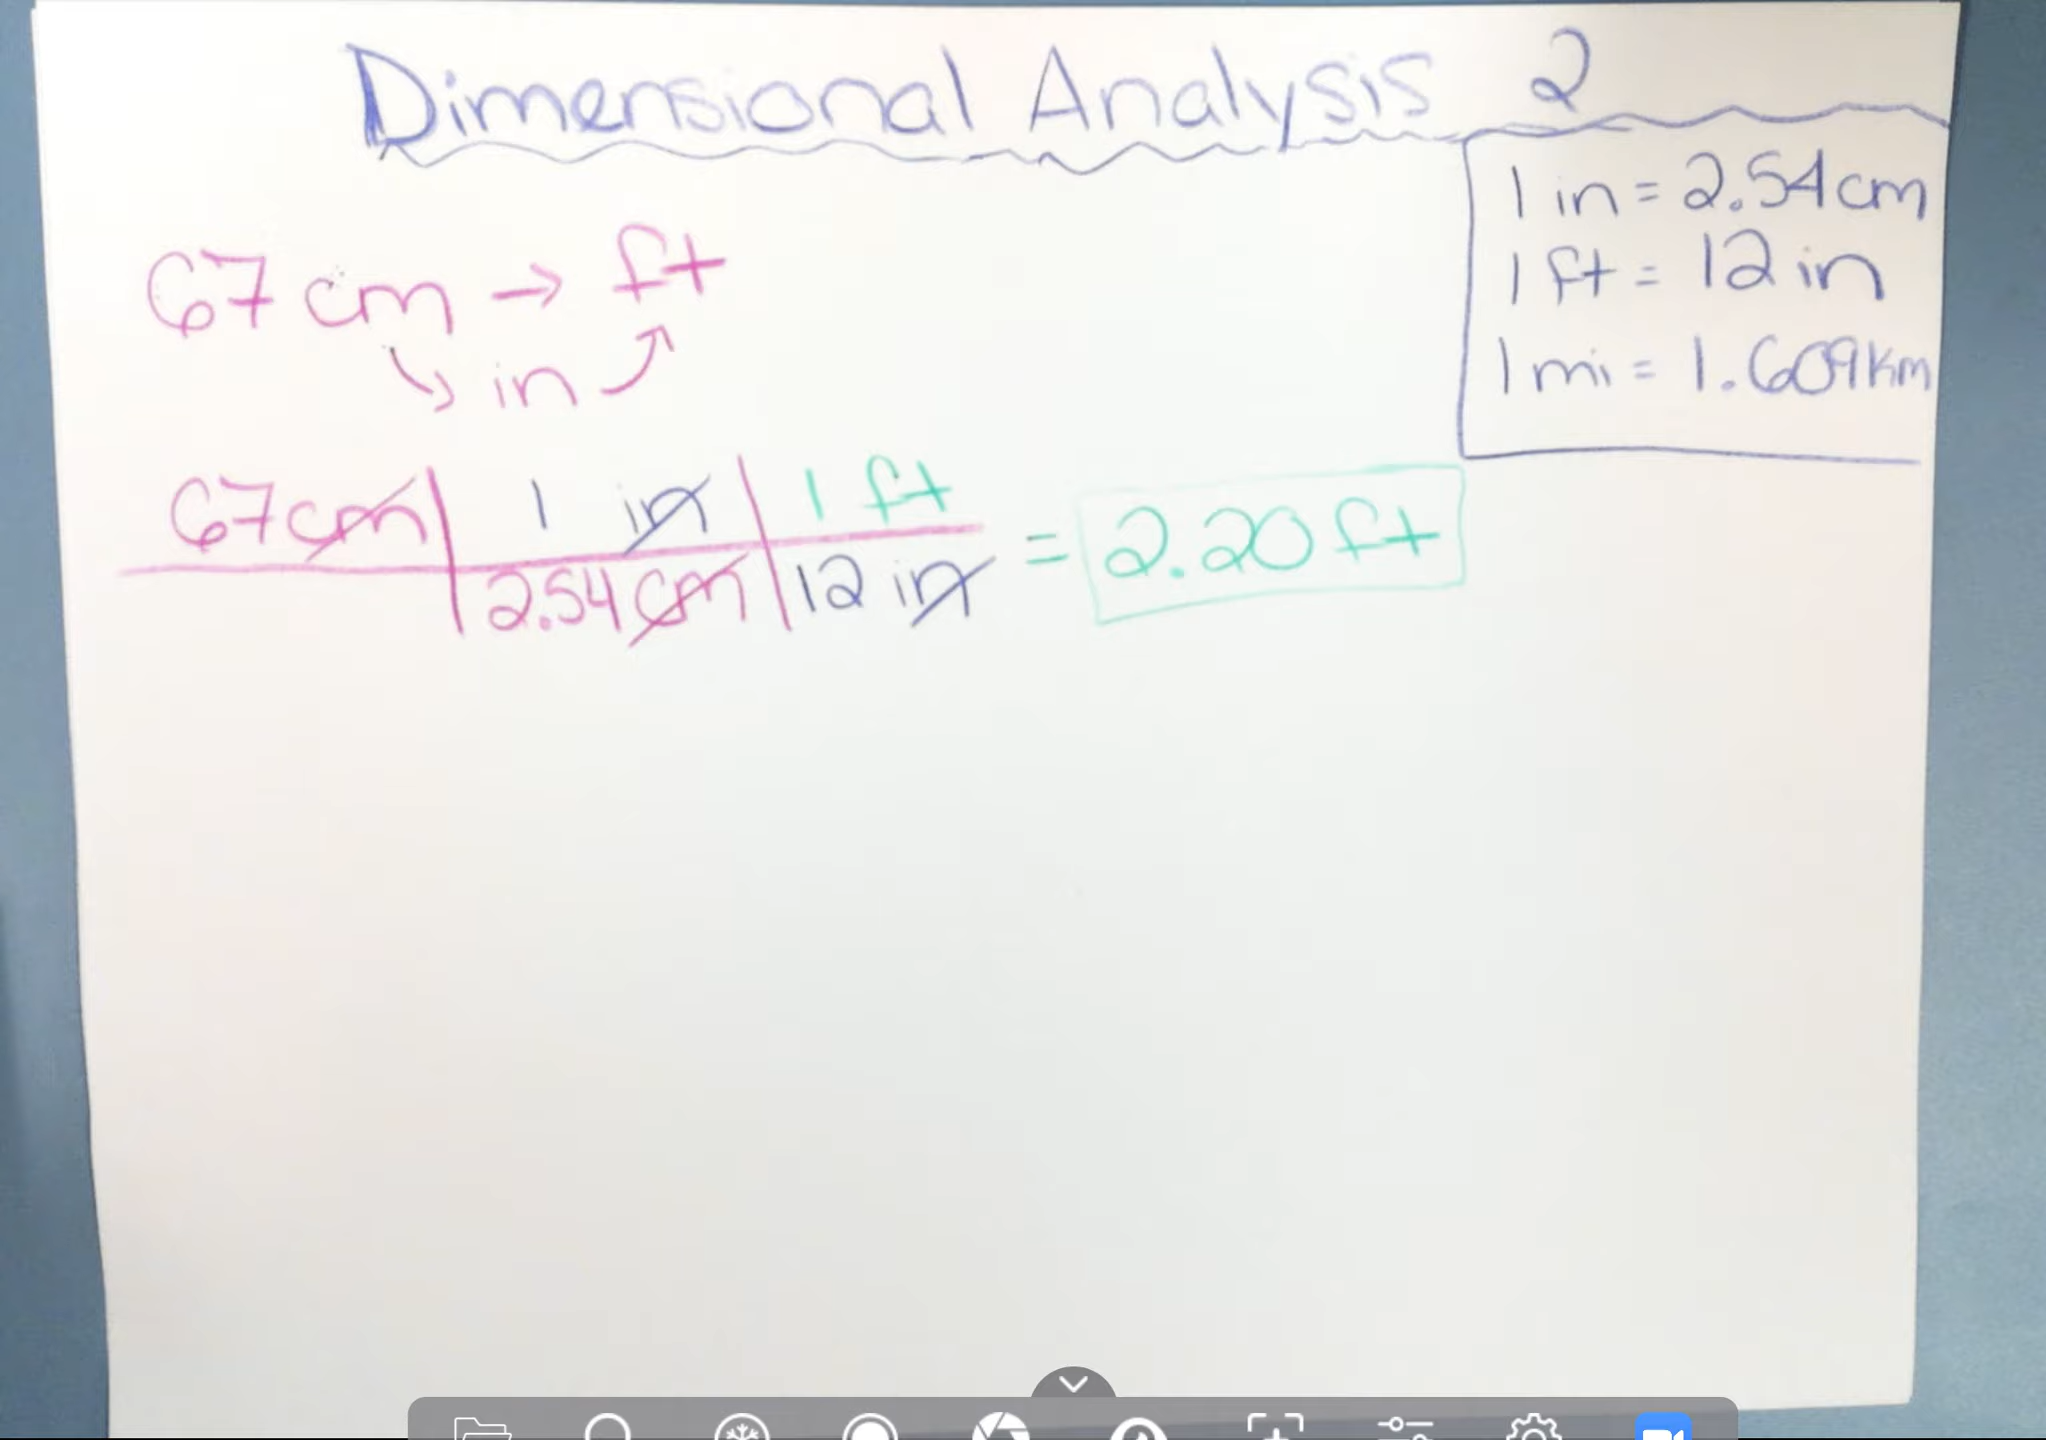 Dimensional Analysis 2
1 in = 2.54 cm
1 ft = 12 in
1 mi = 1.609 km
67 cm → ft
in
67 cm | 1 in | 1 ft
2.54 cm | 12 in
= 2.20 ft